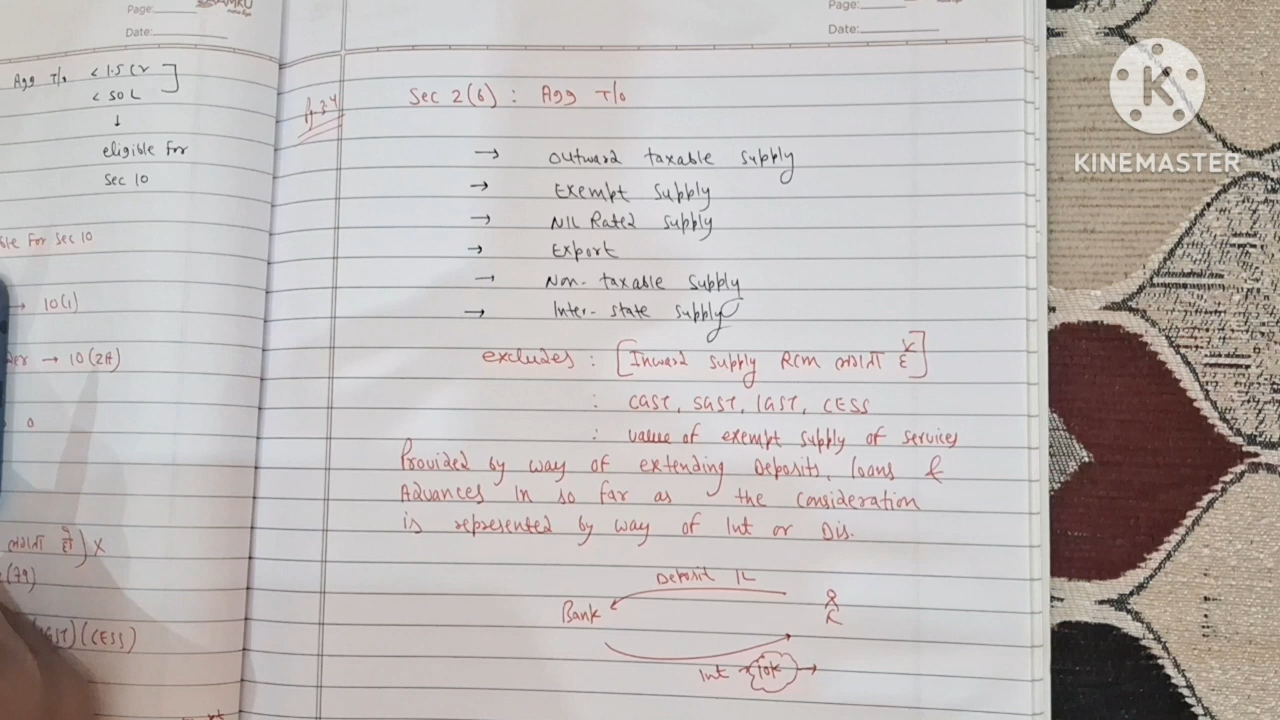 Page:
Date:
Agg T/o < 1.5 Cr
< 50 L
↓
eligible for
Sec 10
For Sec 10
→ 10(1)
→ 10(2A)
लगता है) X
(79)
(CESS)
Page:
Date:
Sec 2(6) : Agg T/o
→ Outward taxable supply
→ Exempt supply
→ NIL Rated supply
→ Export
→ Non-taxable supply
→ Inter-state supply
excludes : [Inward supply RCM लगता है]
: CGST, SGST, IGST, CESS
: value of exempt supply of services
Provided by way of extending Deposits, loans &
Advances in so far as the consideration
is represented by way of Int or Dis.
Deposit 1L
Bank
Int 10K
KINEMASTER